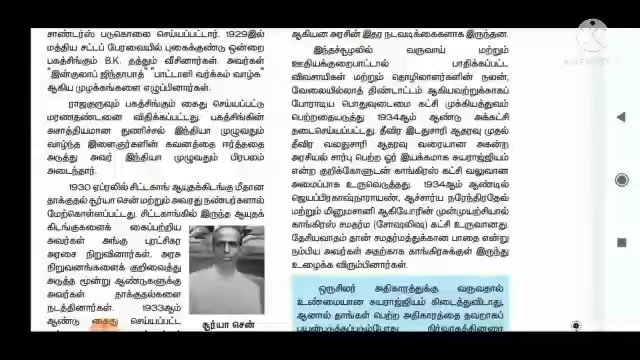 சாண்டர்ஸ் படுகொலை செய்யப்பட்டார். 1929இல்
மத்திய சட்டப் பேரவையில் புகைக்குண்டு ஒன்றை
பகத்சிங்கும் B.K. தத்தும் வீசினார்கள். அவர்கள்
"இன்குலாப் ஜிந்தாபாத்" "பாட்டாளி வர்க்கம் வாழ்க"
ஆகிய முழக்கங்களை எழுப்பினார்கள்.
ராஜகுருவும் பகத்சிங்கும் கைது செய்யப்பட்டு
மரணதண்டனை விதிக்கப்பட்டது. பகத்சிங்கின்
அசாத்தியமான துணிச்சல் இந்தியா முழுவதும்
வாழ்ந்த இளைஞர்களின் கவனத்தை ஈர்த்ததை
அடுத்து அவர் இந்தியா முழுவதும் பிரபலம்
அடைந்தார்.
1930 ஏப்ரலில் சிட்டகாங் ஆயுதக்கிடங்கு மீதான
தாக்குதல் சூர்யா சென் மற்றும் அவரது நண்பர்களால்
மேற்கொள்ளப்பட்டது. சிட்டகாங்கில் இருந்த ஆயுதக்
கிடங்குகளைக் கைப்பற்றிய
அவர்கள் அங்கு புரட்சிகர
அரசை நிறுவினார்கள். அரசு
நிறுவனங்களைக் குறிவைத்து
அடுத்த மூன்று ஆண்டுகளுக்கு
அவர்கள் தாக்குதல்களை
நடத்தினார்கள். 1933ஆம்
ஆண்டு கைது செய்யப்பட்ட
சூர்யா சென்
ஆகியன அரசின் இதர நடவடிக்கைகளாக இருந்தன.
இந்தச்சூழலில் வருவாய் மற்றும்
ஊதியக்குறைபாட்டால் பாதிக்கப்பட்ட
விவசாயிகள் மற்றும் தொழிலாளர்களின் நலன்,
வேலையில்லாத் திண்டாட்டம் ஆகியவற்றுக்காகப்
போராடிய பொதுவுடைமை கட்சி முக்கியத்துவம்
பெற்றதையடுத்து 1934ஆம் ஆண்டு அக்கட்சி
தடைசெய்யப்பட்டது. தீவிர இடதுசாரி ஆதரவு முதல்
தீவிர வலதுசாரி ஆதரவு வரையான அகன்ற
அரசியல் சார்பு பெற்ற ஓர் இயக்கமாக சுயராஜ்ஜியம்
என்ற குறிக்கோளுடன் காங்கிரஸ் கட்சி வலுவான
அமைப்பாக உருவெடுத்தது. 1934ஆம் ஆண்டில்
ஜெயப்பிரகாஷ்நாராயண், ஆச்சார்ய நரேந்திரதேவ்
மற்றும் மினுமசானி ஆகியோரின் முன்முயற்சியால்
காங்கிரஸ் சமதர்ம (சோஷலிஷ) கட்சி உருவானது.
தேசியவாதம் தான் சமதர்மத்துக்கான பாதை என்று
நம்பிய அவர்கள் அதற்காக காங்கிரசுக்குள் இருந்து
உழைக்க விரும்பினார்கள்.
ஒருசிலர் அதிகாரத்துக்கு வருவதால்
உண்மையான சுயராஜ்ஜியம் கிடைத்துவிடாது,
ஆனால் தாங்கள் பெற்ற அதிகாரத்தை தவறாகப்
பயன்படுத்தப்படும்போது நிர்வாகத்தினரை